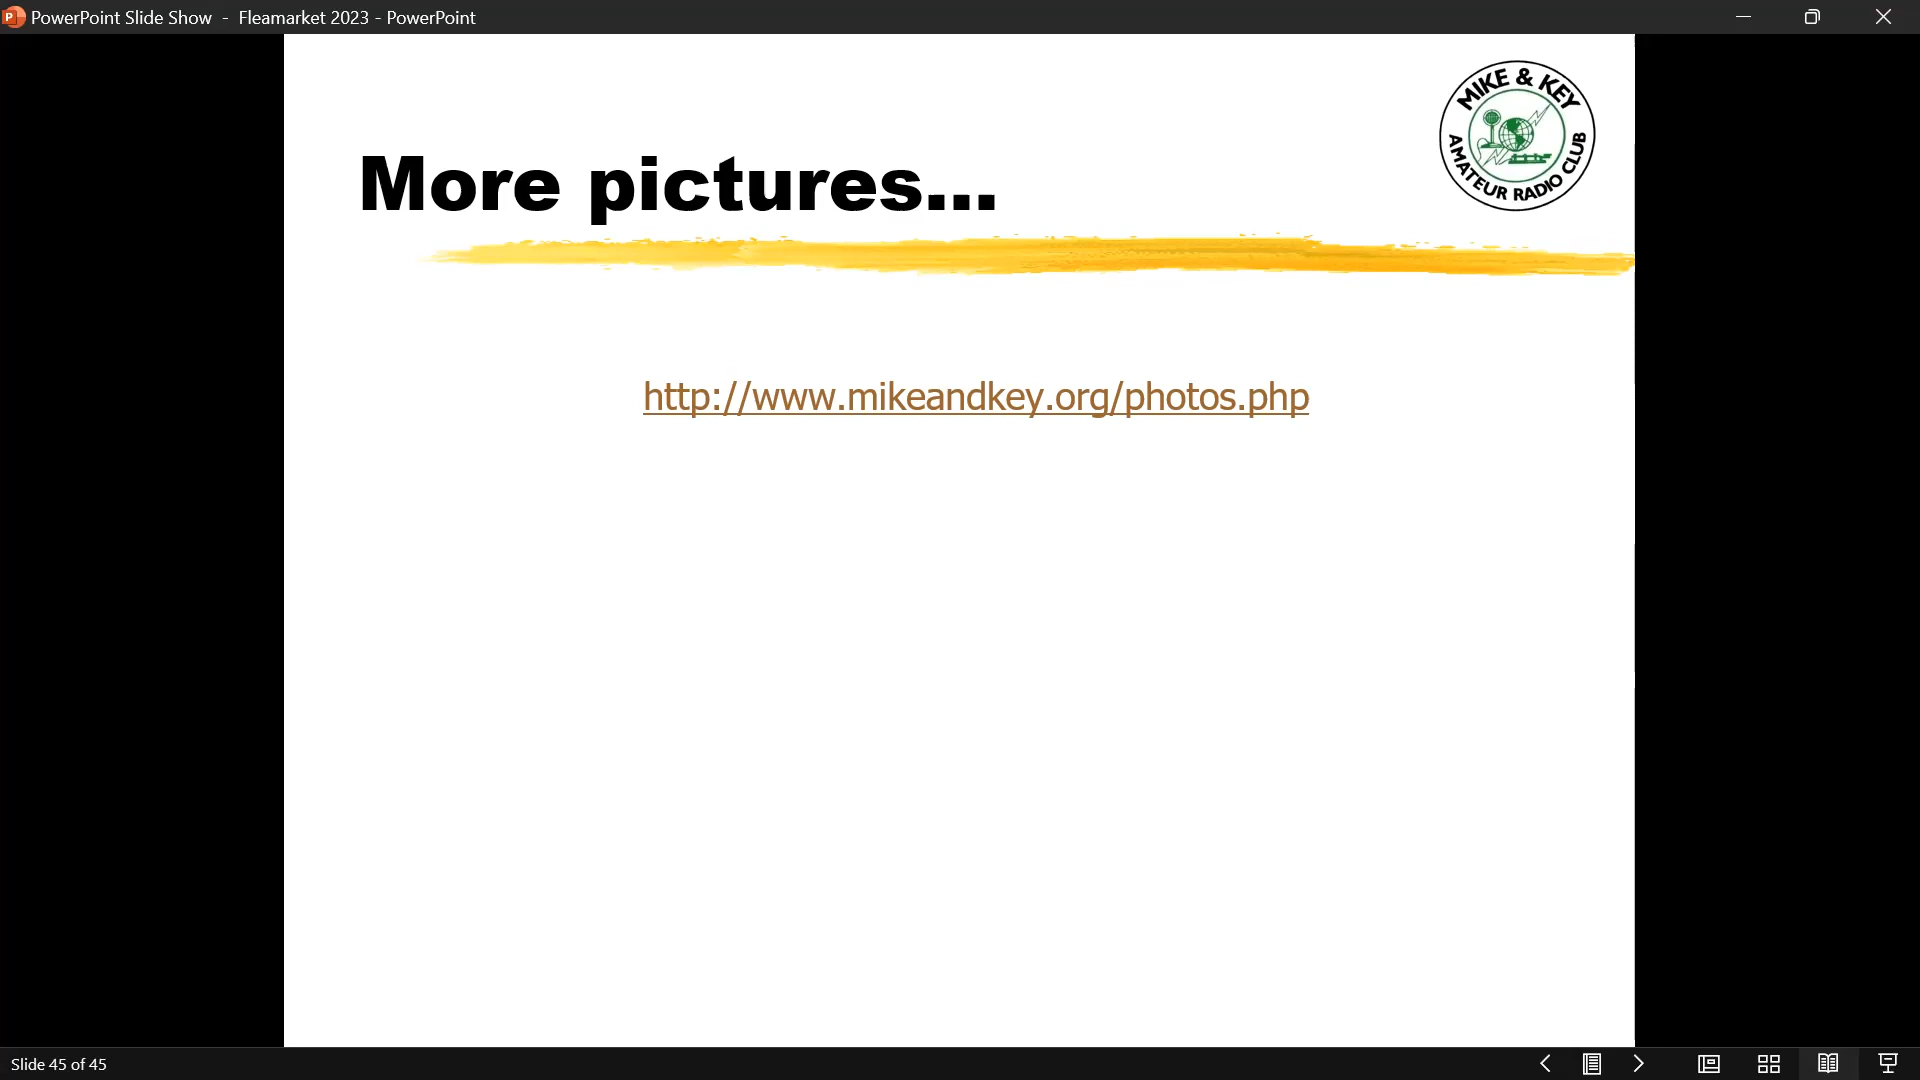 PowerPoint Slide Show - Fleamarket 2023 - PowerPoint
MIKE & KEY
AMATEUR RADIO CLUB
More pictures...
http://www.mikeandkey.org/photos.php
Slide 45 of 45